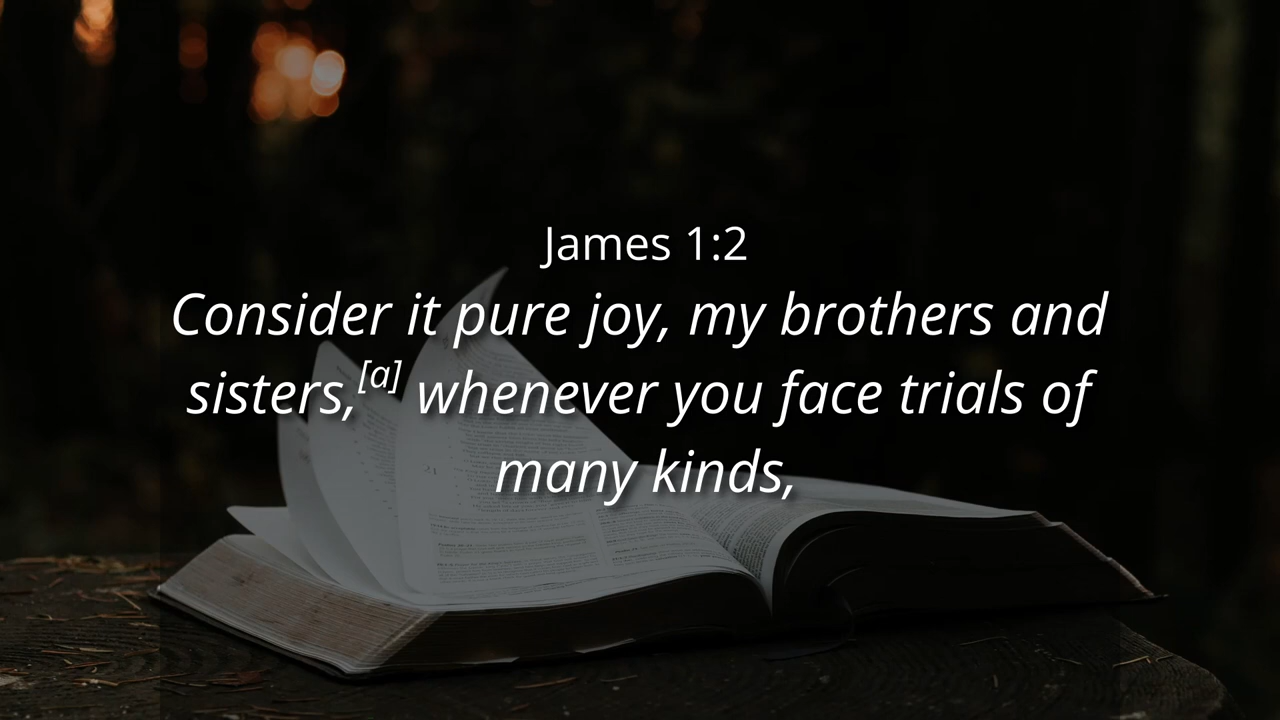 James 1:2
Consider it pure joy, my brothers and
sisters,[a] whenever you face trials of
many kinds,